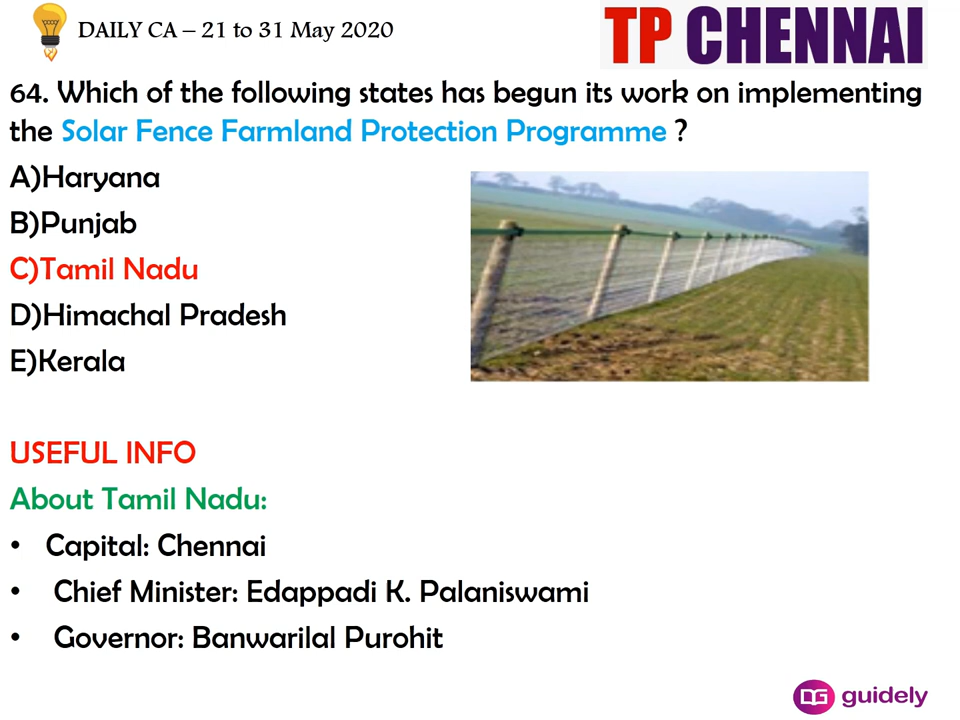 DAILY CA – 21 to 31 May 2020
TP CHENNAI
64. Which of the following states has begun its work on implementing
the Solar Fence Farmland Protection Programme ?
A)Haryana
B)Punjab
C)Tamil Nadu
D)Himachal Pradesh
E)Kerala
USEFUL INFO
About Tamil Nadu:
• Capital: Chennai
• Chief Minister: Edappadi K. Palaniswami
• Governor: Banwarilal Purohit
guidely